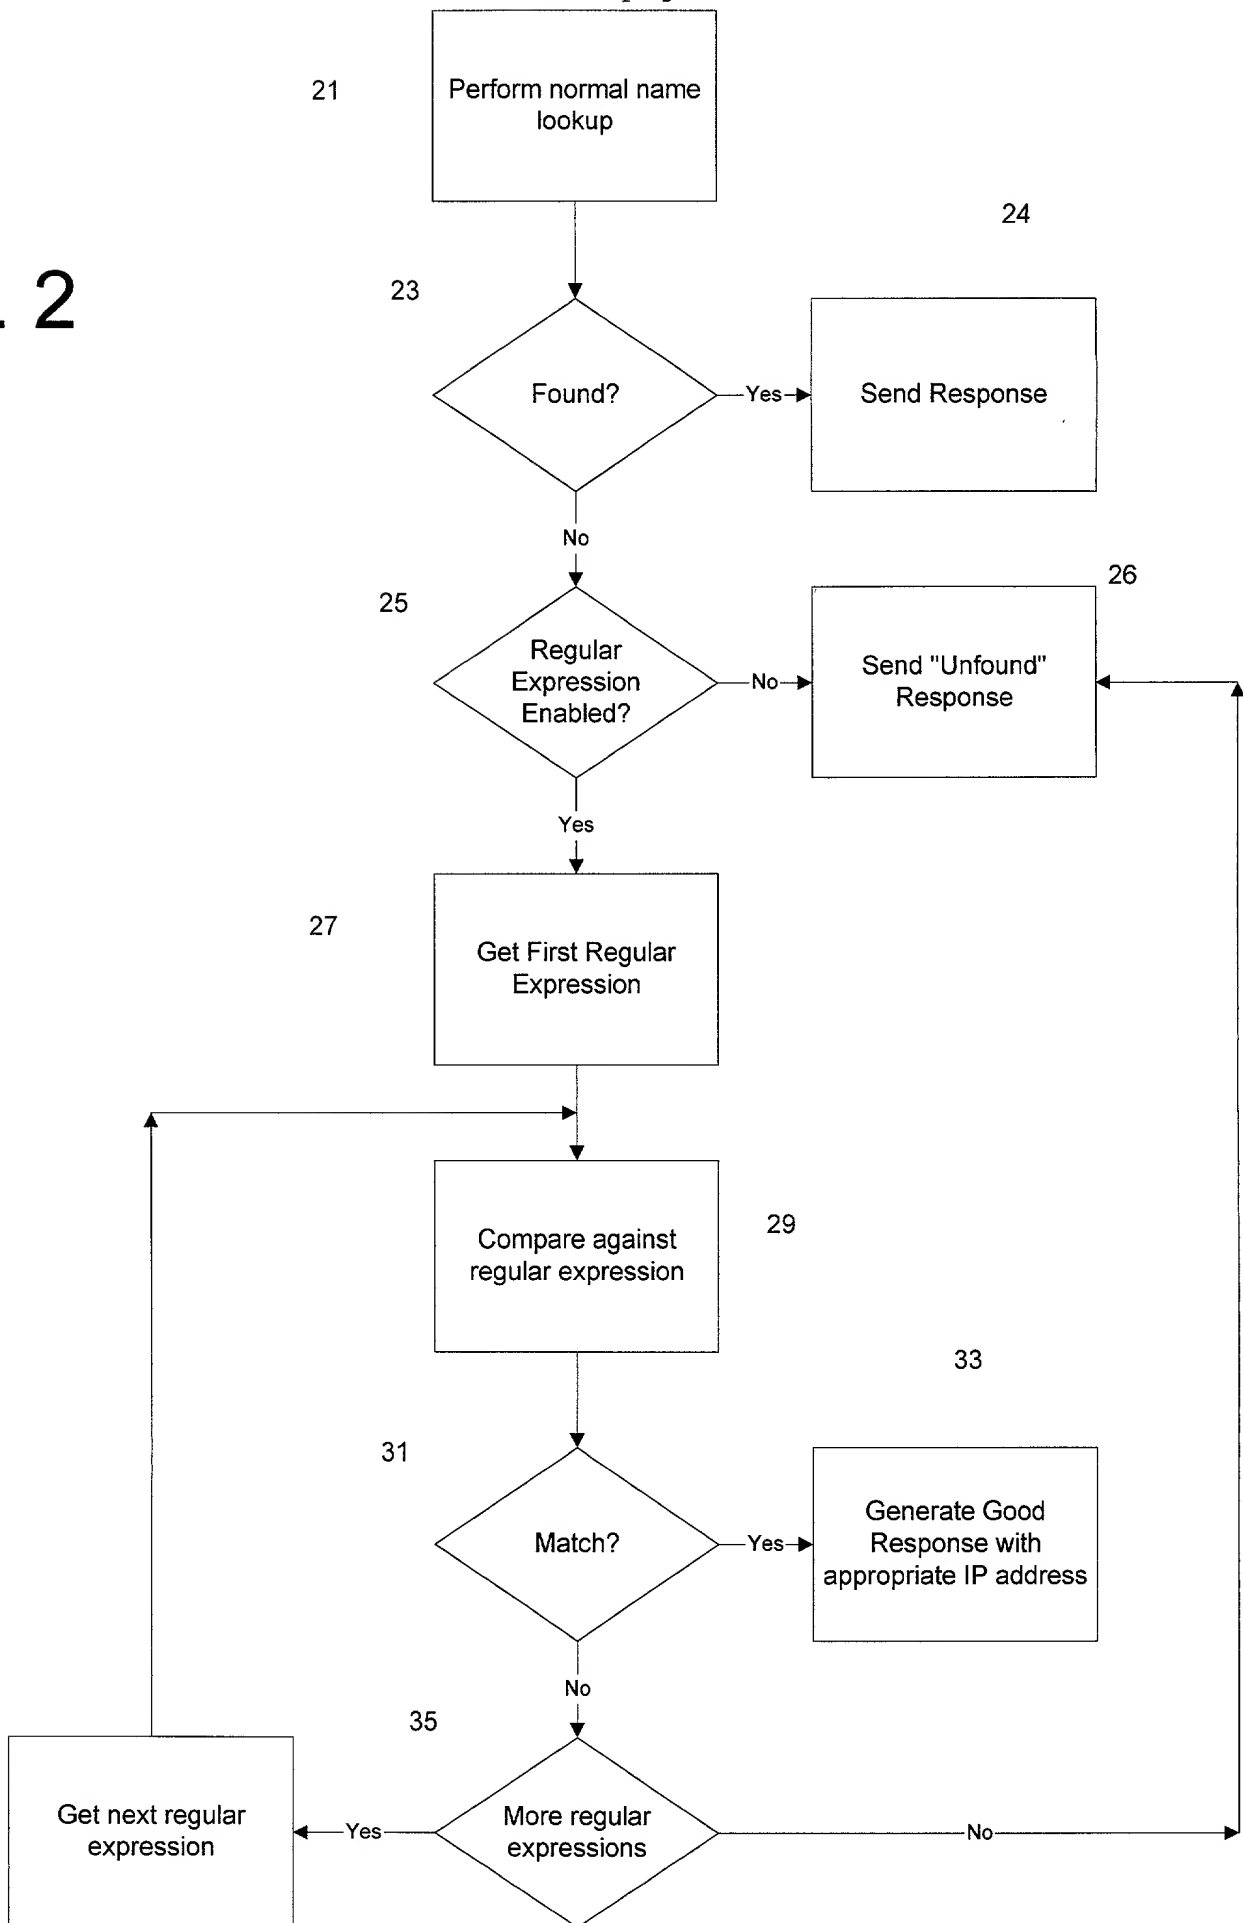 21
Perform normal name
lookup
24
23
. 2
Found?
Yes
Send Response
No
26
25
Regular
Expression
Enabled?
No
Send "Unfound"
Response
Yes
27
Get First Regular
Expression
29
Compare against
regular expression
33
31
Match?
Yes
Generate Good
Response with
appropriate IP address
No
35
Get next regular
expression
Yes
More regular
expressions
No